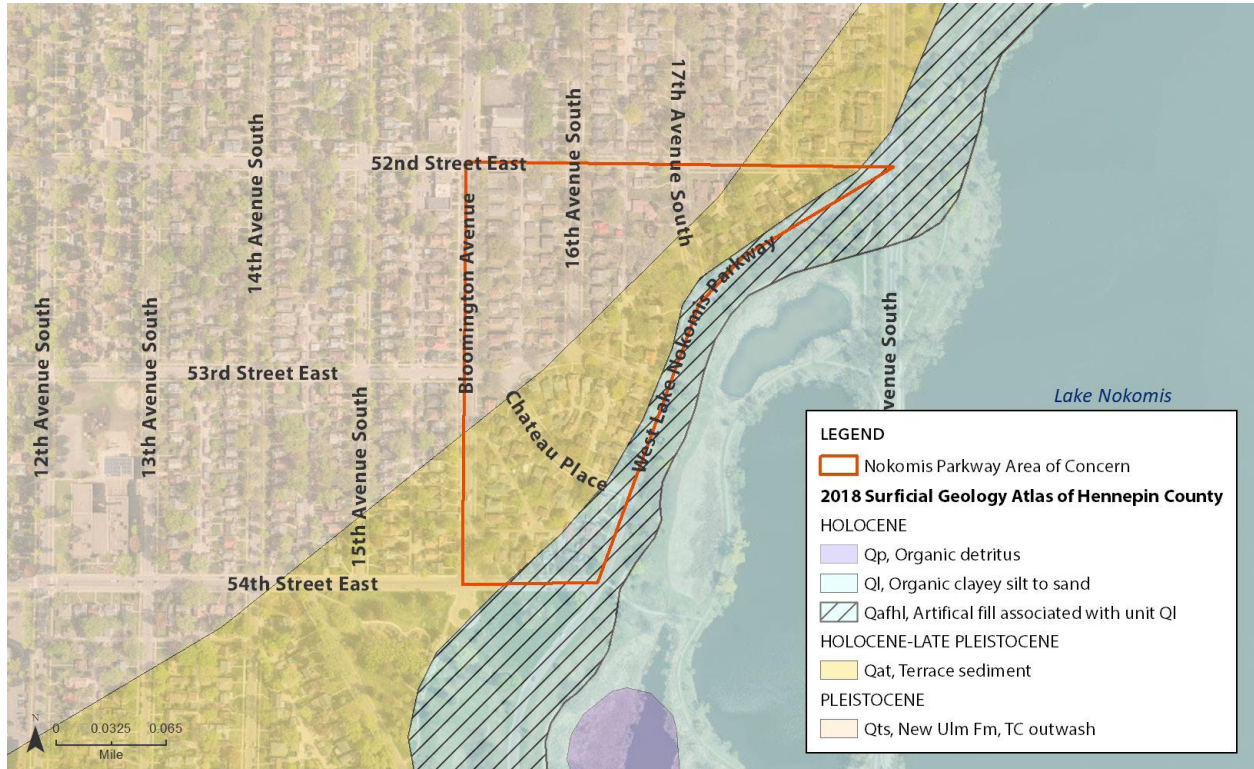 17th Avenue South
16th Avenue South
14th Avenue South
52nd Street East
Bloomington Avenue
West Lake Nokomis Parkway
12th Avenue South
13th Avenue South
venue South
53rd Street East
15th Avenue South
Chateau Place
Lake Nokomis
54th Street East
LEGEND
Nokomis Parkway Area of Concern
2018 Surficial Geology Atlas of Hennepin County
HOLOCENE
Qp, Organic detritus
Ql, Organic clayey silt to sand
Qafhl, Artifical fill associated with unit Ql
HOLOCENE-LATE PLEISTOCENE
Qat, Terrace sediment
PLEISTOCENE
Qts, New Ulm Fm, TC outwash
N
0 0.0325 0.065
Mile